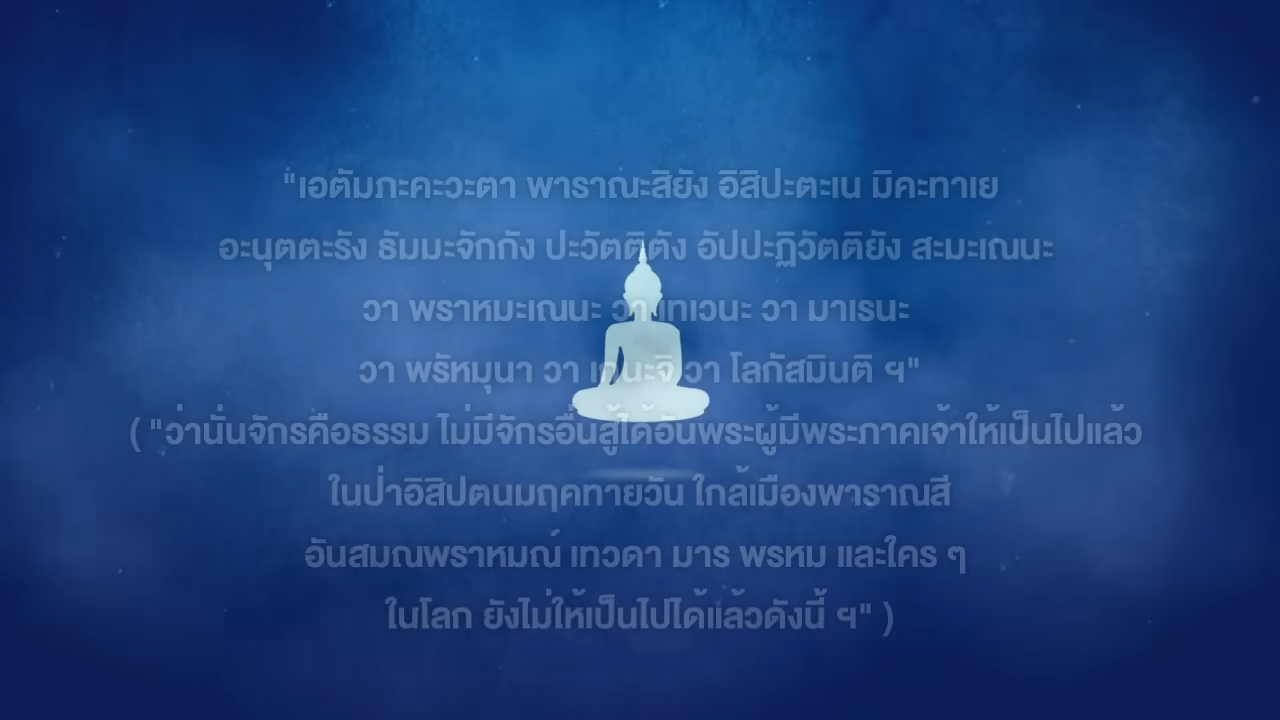 "เอตัมภะคะวะตา พาราณะสิยัง อิสิปะตะเน มิคะทาเย
อะนุตตะรัง ธัมมะจักกัง ปะวัตติตัง อัปปะฏิวัตติยัง สะมะเณนะ
วา พราหมะเณนะ วา เทเวนะ วา มาเรนะ
วา พรัหมุนา วา เกนะจิ วา โลกัสมินติ ฯ"
( "ว่านั่นจักรคือธรรม ไม่มีจักรอื่นสู้ได้อันพระผู้มีพระภาคเจ้าให้เป็นไปแล้ว
ในป่าอิสิปตนมฤคทายวัน ใกล้เมืองพาราณสี
อันสมณพราหมณ์ เทวดา มาร พรหม และใคร ๆ
ในโลก ยังไม่ให้เป็นไปได้แล้วดังนี้ ฯ" )